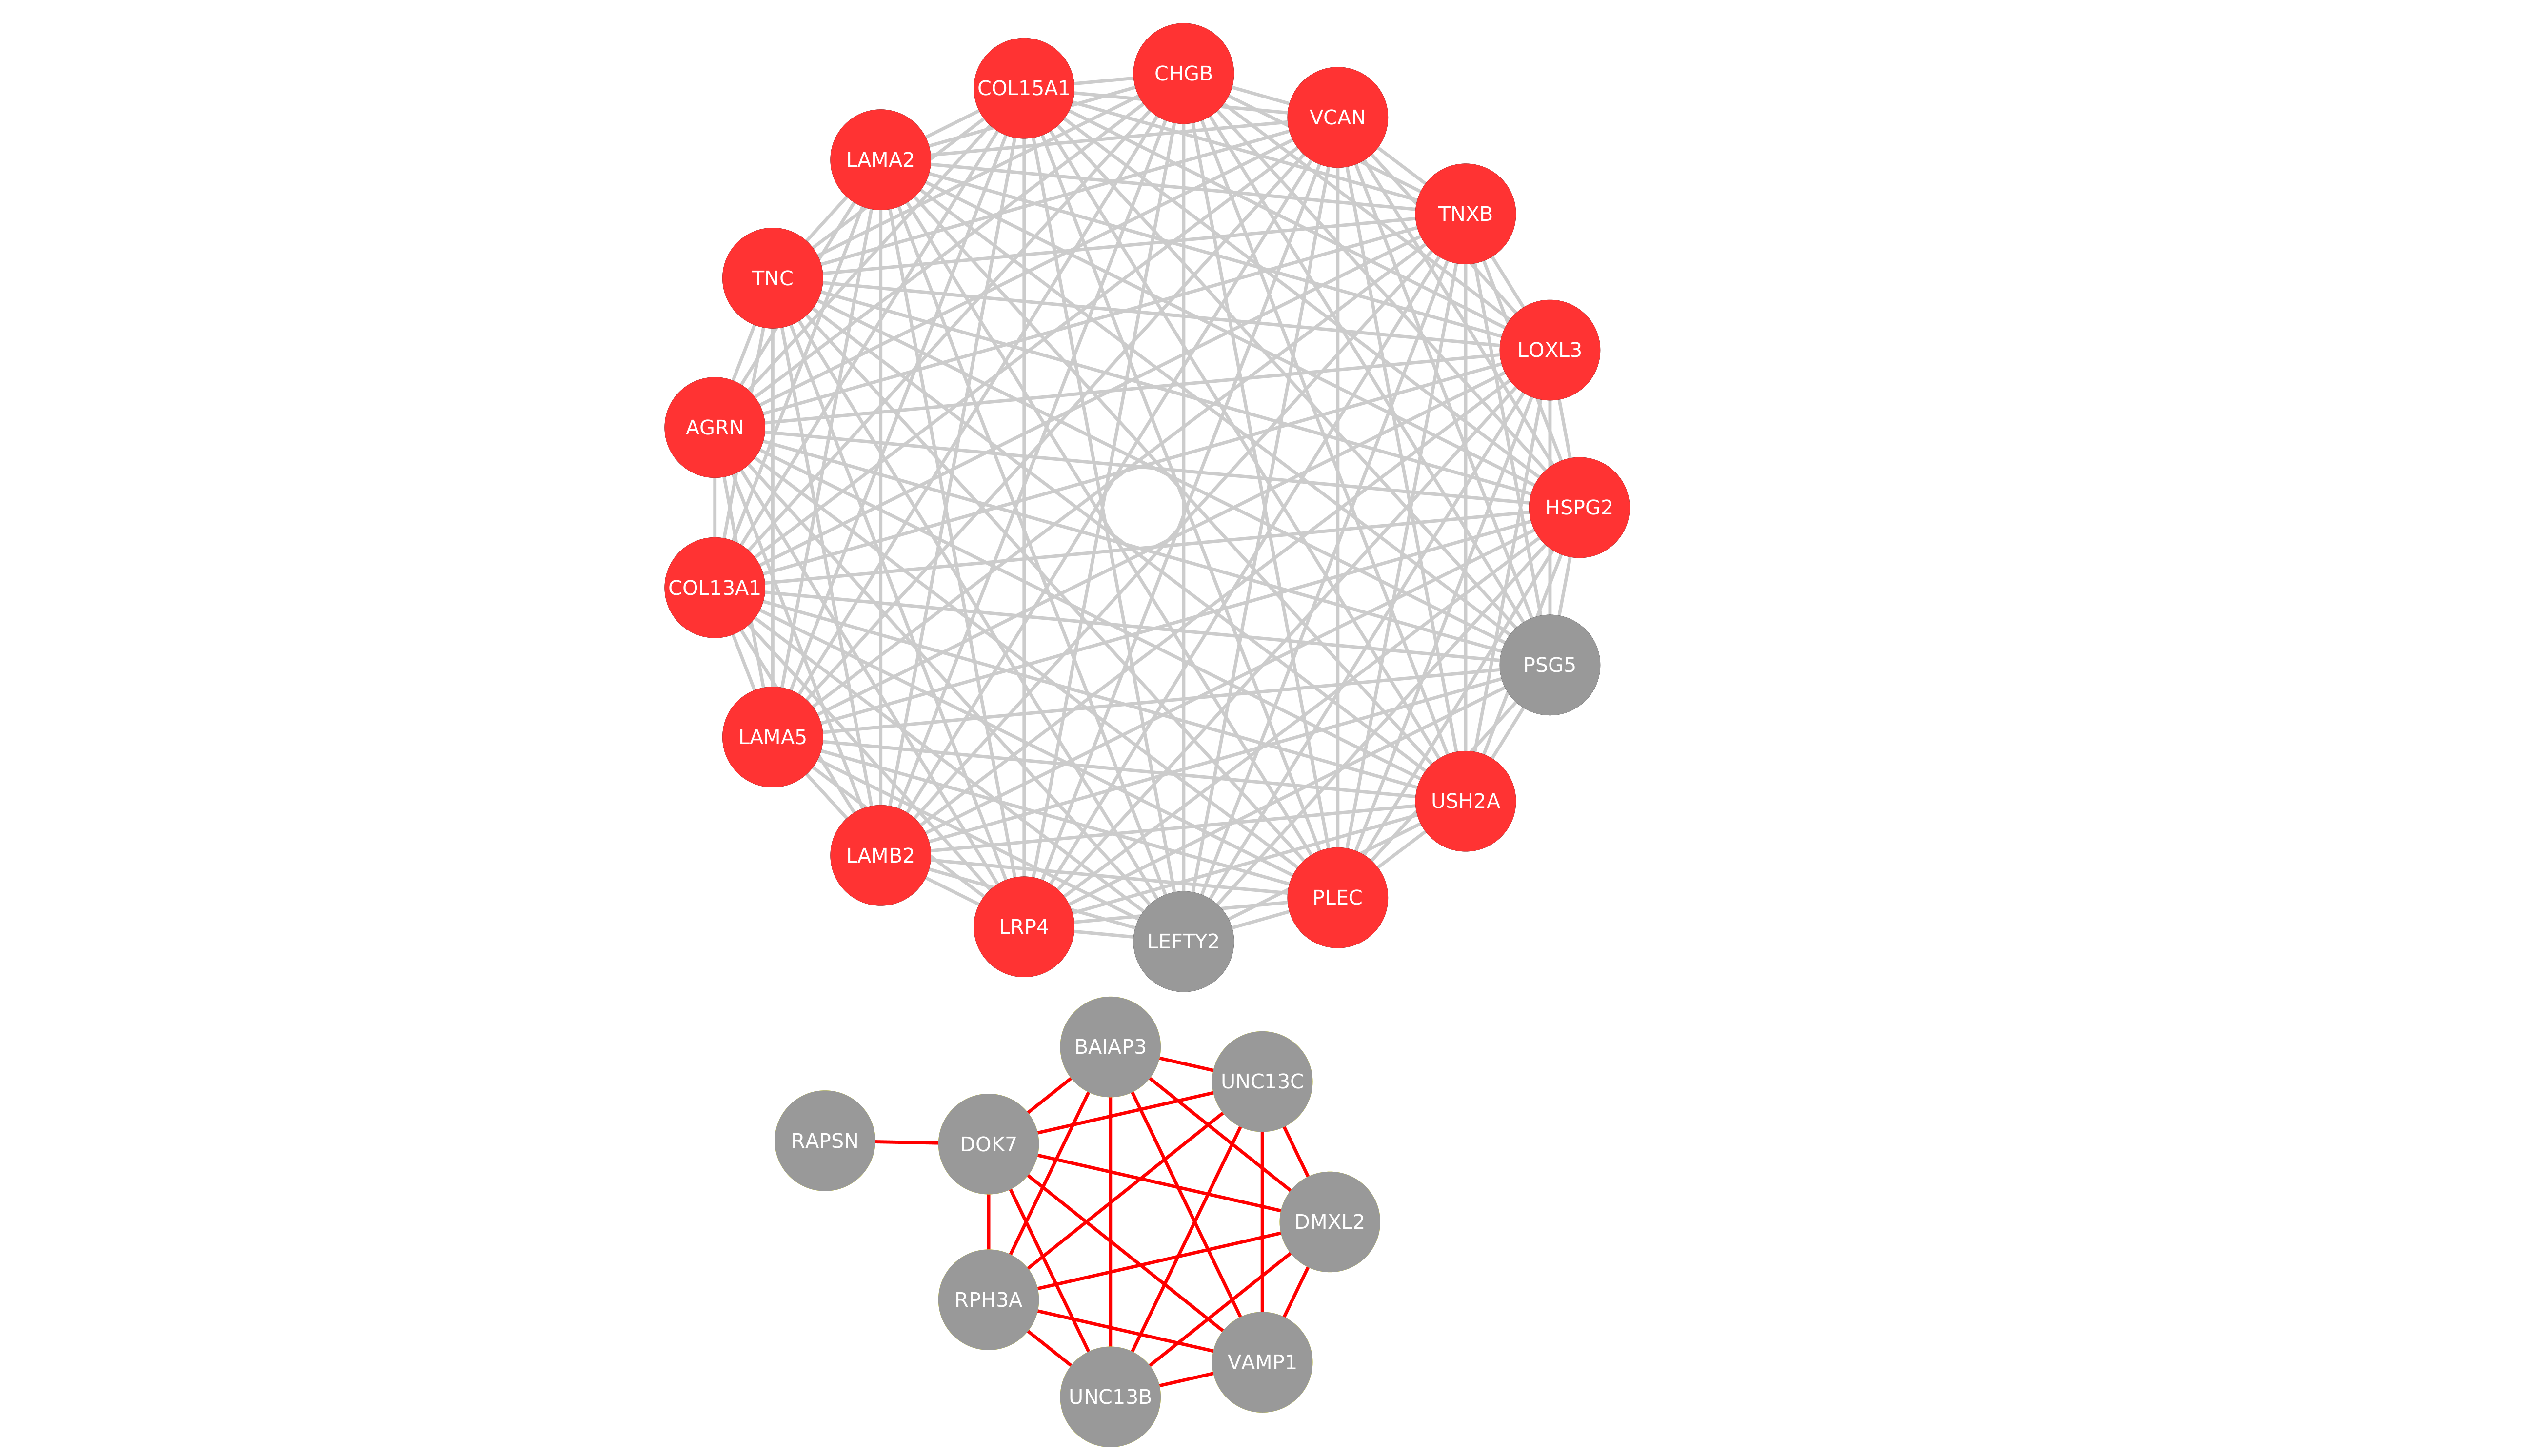 CHGB
COL15A1
VCAN
LAMA2
TNXB
TNC
LOXL3
AGRN
HSPG2
COL13A1
PSG5
LAMA5
USH2A
LAMB2
PLEC
LRP4
LEFTY2
BAIAP3
UNC13C
RAPSN
DOK7
DMXL2
RPH3A
VAMP1
UNC13B